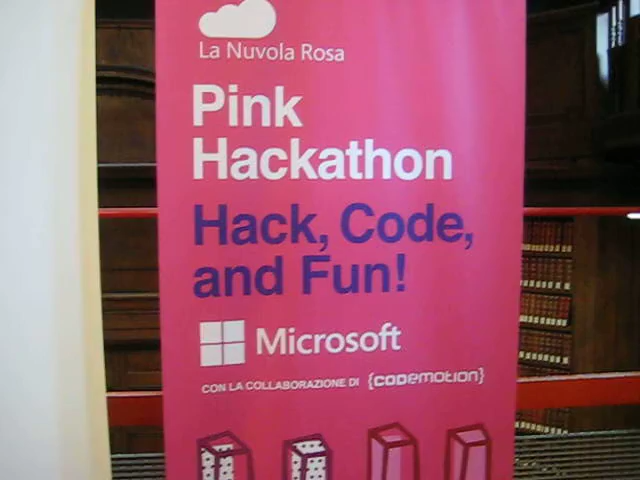 La Nuvola Rosa
Pink
Hackathon
Hack, Code,
and Fun!
Microsoft
CON LA COLLABORAZIONE DI {CODEMOTION}